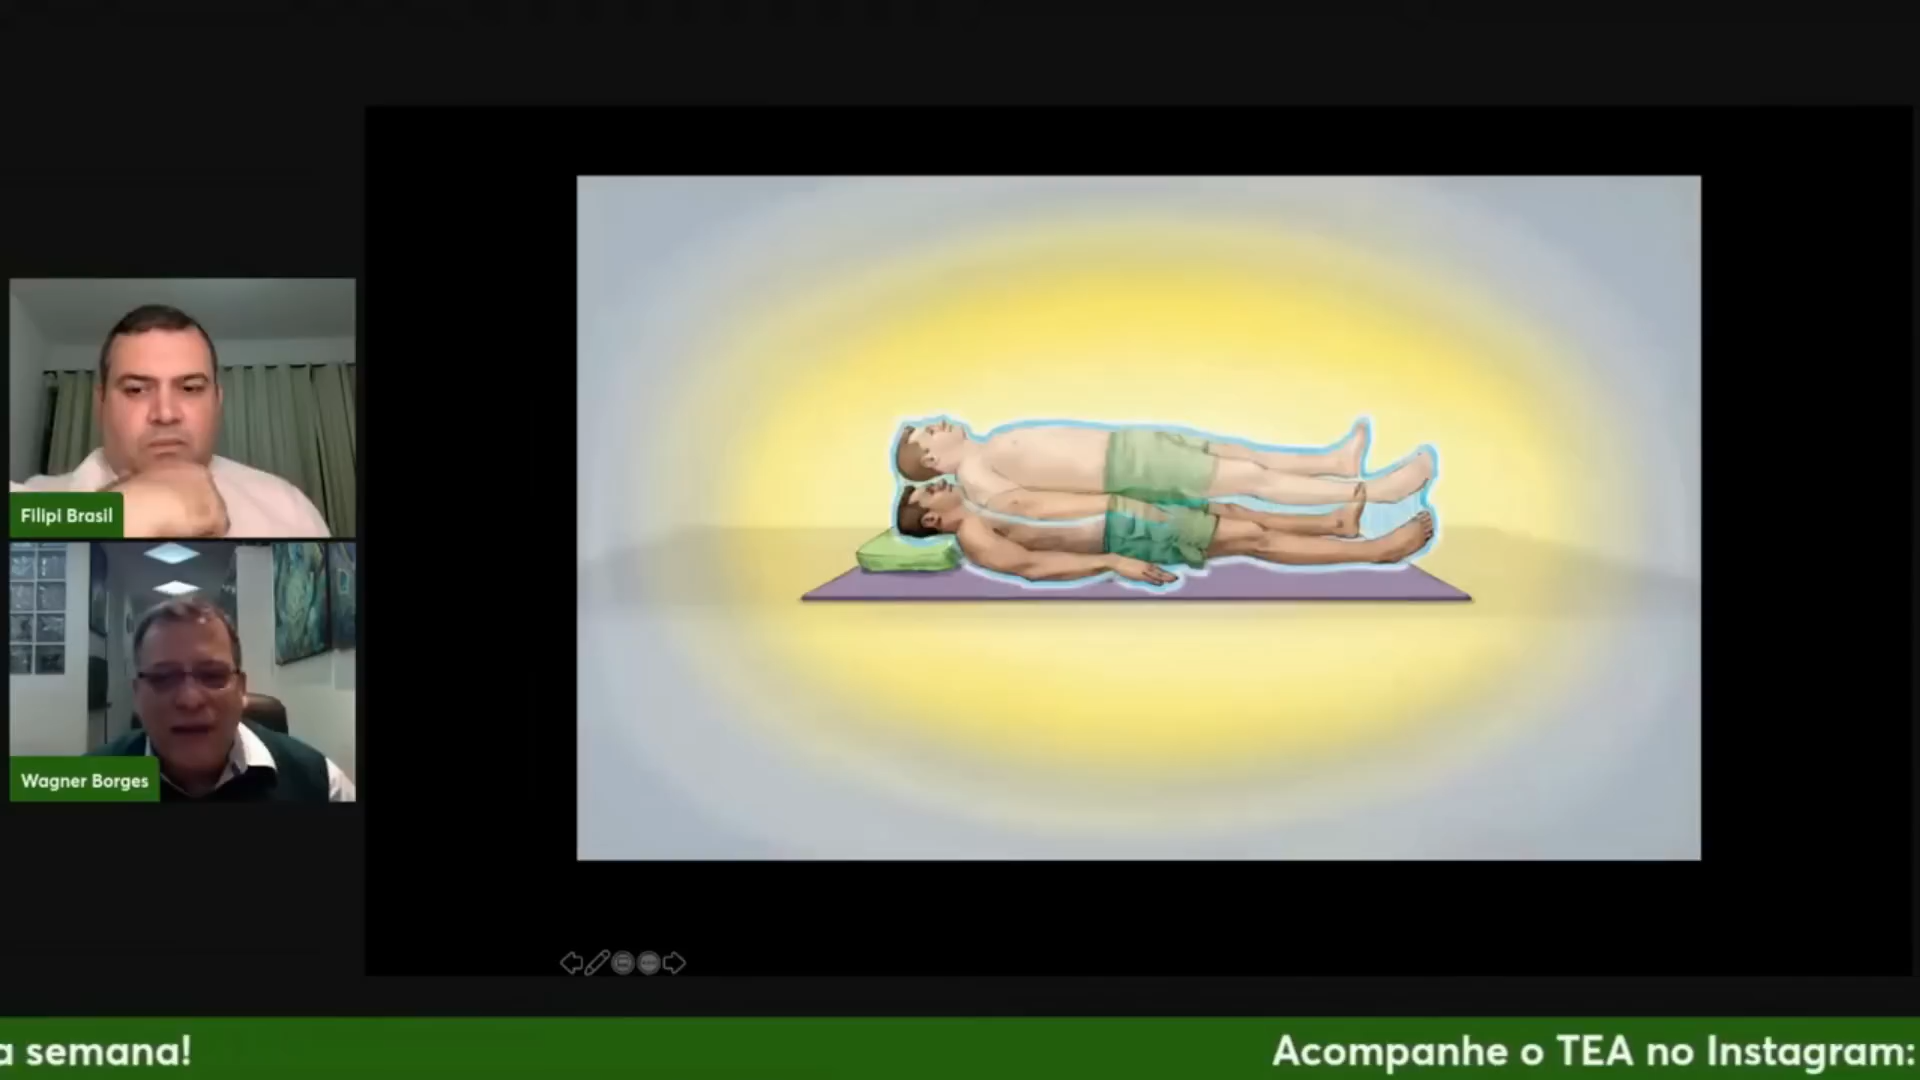 Filipi Brasil
Wagner Borges
a semana!
Acompanhe o TEA no Instagram: